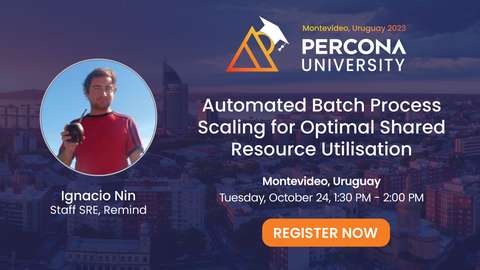 Montevideo, Uruguay 2023
PERCONA
UNIVERSITY
Automated Batch Process
Scaling for Optimal Shared
Resource Utilisation
Ignacio Nin
Staff SRE, Remind
Montevideo, Uruguay
Tuesday, October 24, 1:30 PM - 2:00 PM
REGISTER NOW